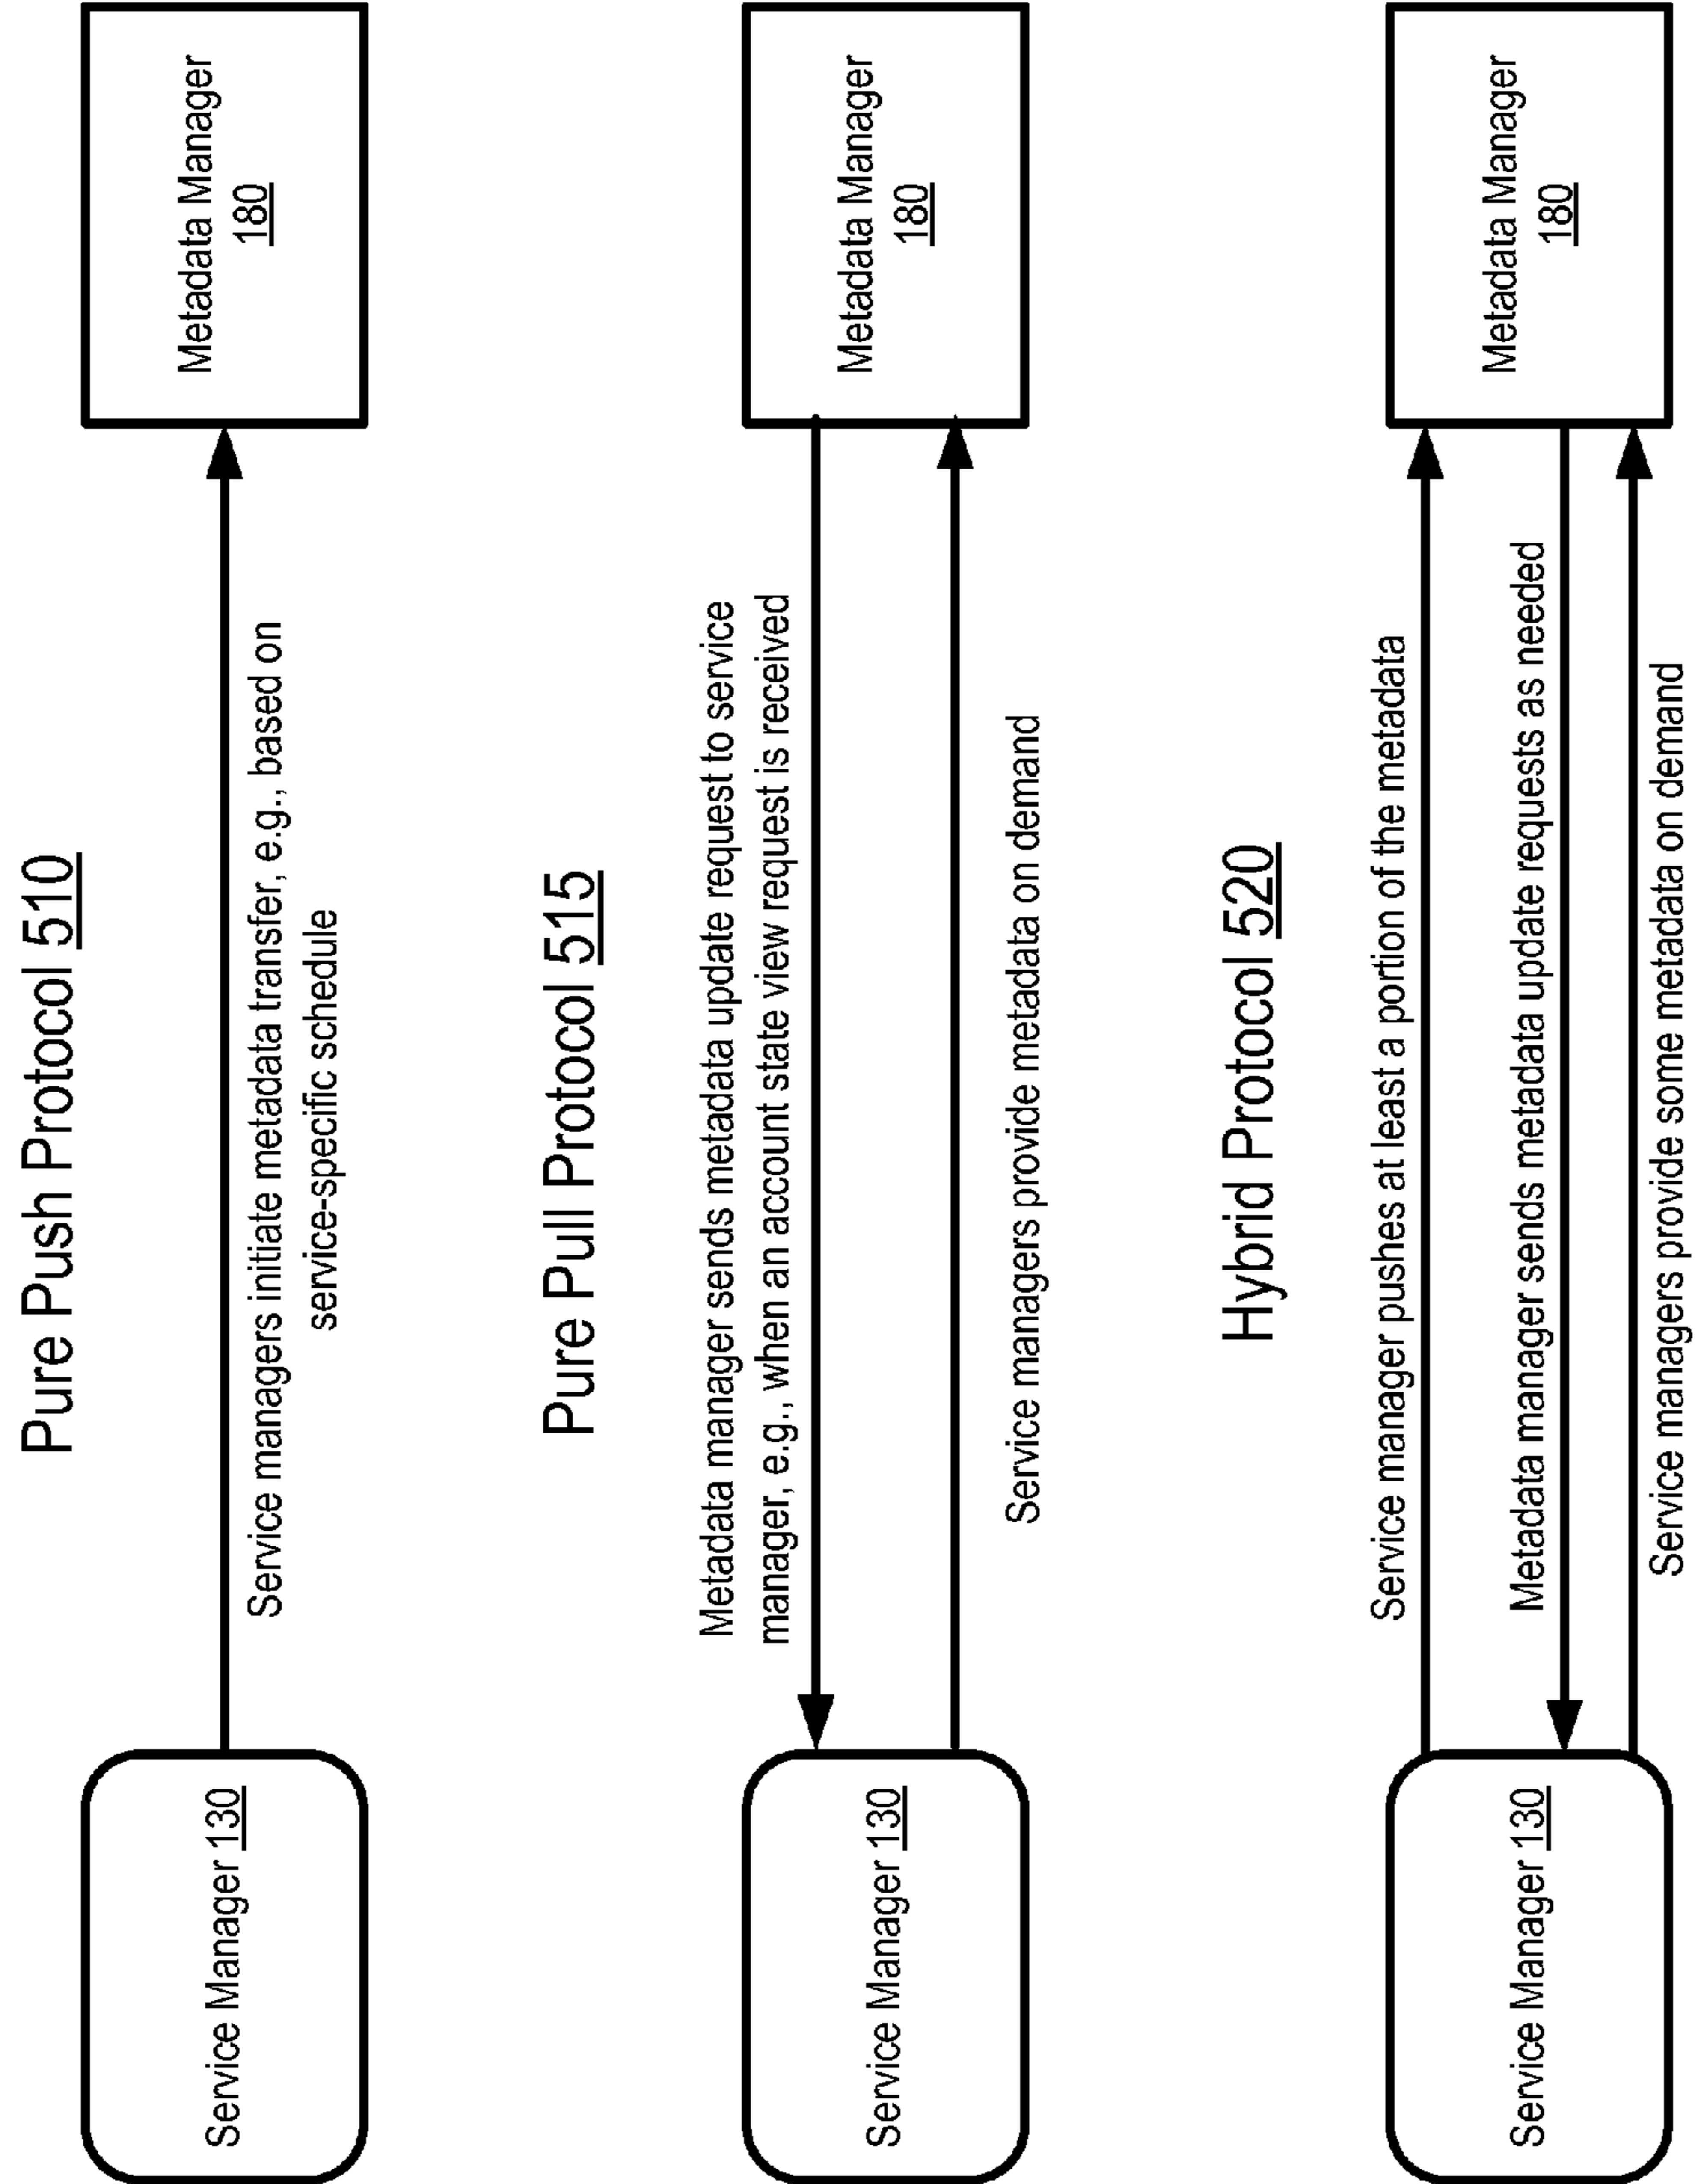 Pure Push Protocol 510
Service Manager 130
Metadata Manager
180
Service managers initiate metadata transfer, e.g., based on
service-specific schedule
Pure Pull Protocol 515
Metadata manager sends metadata update request to service
manager, e.g., when an account state view request is received
Service Manager 130
Metadata Manager
180
Service managers provide metadata on demand
Hybrid Protocol 520
Service manager pushes at least a portion of the metadata
Service Manager 130
Metadata manager sends metadata update requests as needed
Metadata Manager
180
Service managers provide some metadata on demand